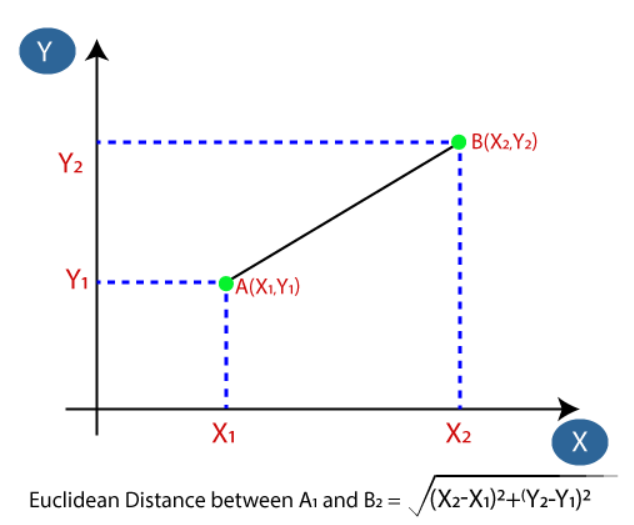 Y
Y₂
B(X₂,Y₂)
Y₁
A(X₁,Y₁)
X₁
X₂
X
Euclidean Distance between A₁ and B₂ = √(X₂-X₁)²+(Y₂-Y₁)²